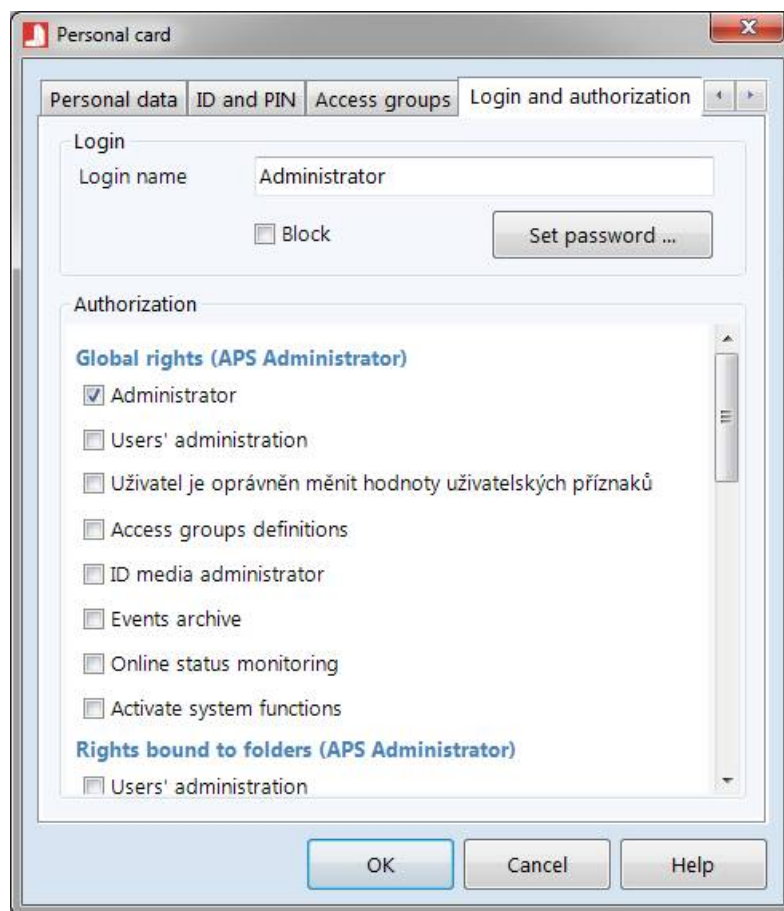 Personal card
Personal data ID and PIN Access groups Login and authorization
Login
Login name Administrator
Block Set password ...
Authorization
Global rights (APS Administrator)
Administrator
Users' administration
Uživatel je oprávněn měnit hodnoty uživatelských příznaků
Access groups definitions
ID media administrator
Events archive
Online status monitoring
Activate system functions
Rights bound to folders (APS Administrator)
Users' administration
OK Cancel Help